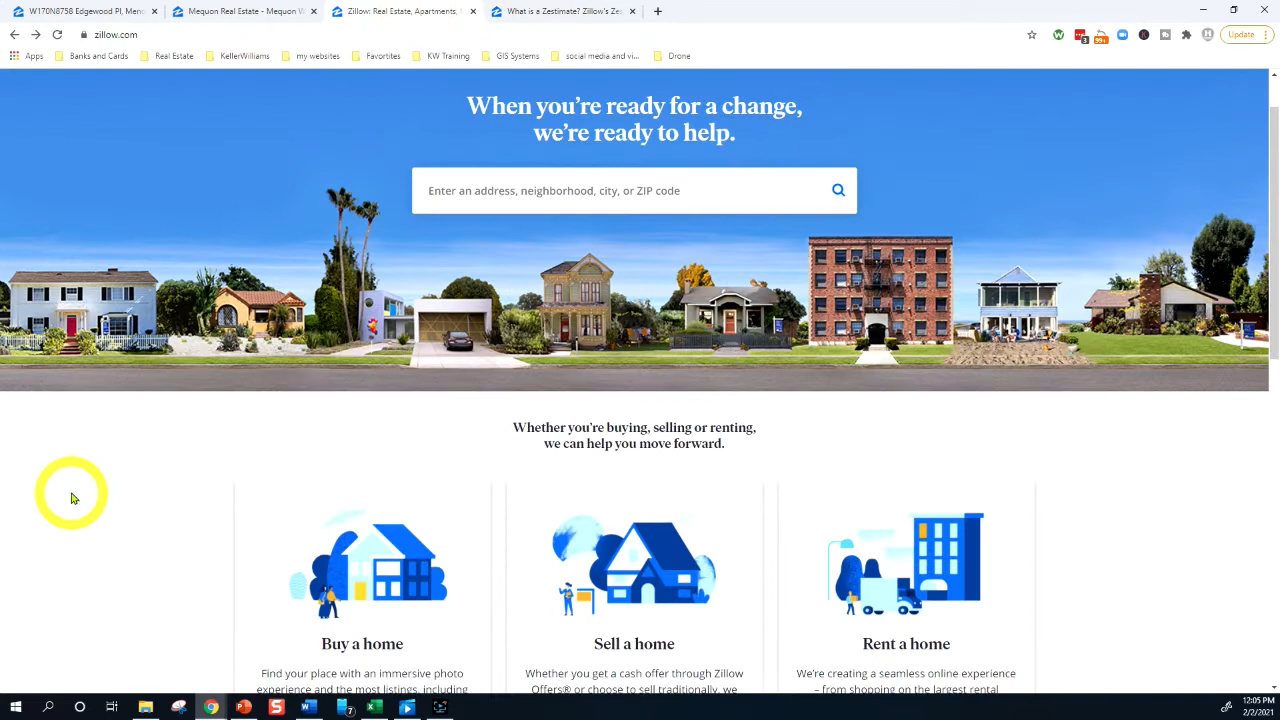 W170N8758 Edgewood Pl, Men
Mequon Real Estate - Mequon W
Zillow: Real Estate, Apartments,
What is a Zestimate? Zillow's Zes
zillow.com
3
99+
Update
Apps
Banks and Cards
Real Estate
KellerWilliams
my websites
Favtortites
KW Training
GIS Systems
social media and vi...
Drone
When you're ready for a change,
we're ready to help.
Enter an address, neighborhood, city, or ZIP code
Whether you're buying, selling or renting,
we can help you move forward.
Buy a home
Sell a home
Rent a home
Find your place with an immersive photo
experience and the most listings, including
Whether you get a cash offer through Zillow
Offers® or choose to sell traditionally, we
We're creating a seamless online experience
– from shopping on the largest rental
7
12:05 PM
2/2/2021